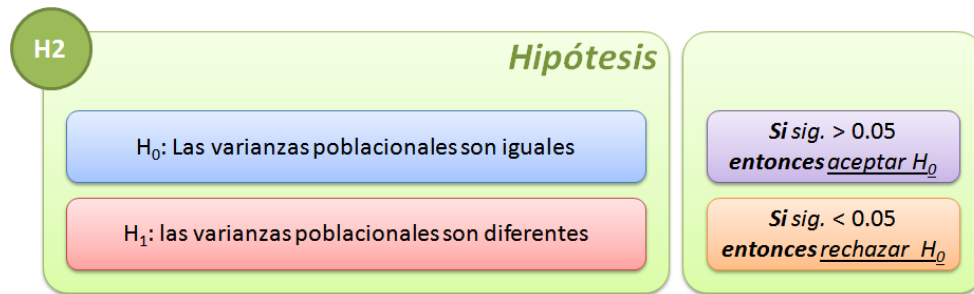 H2
Hipótesis
H0: Las varianzas poblacionales son iguales
H1: las varianzas poblacionales son diferentes
Si sig. > 0.05
entonces aceptar H0
Si sig. < 0.05
entonces rechazar H0